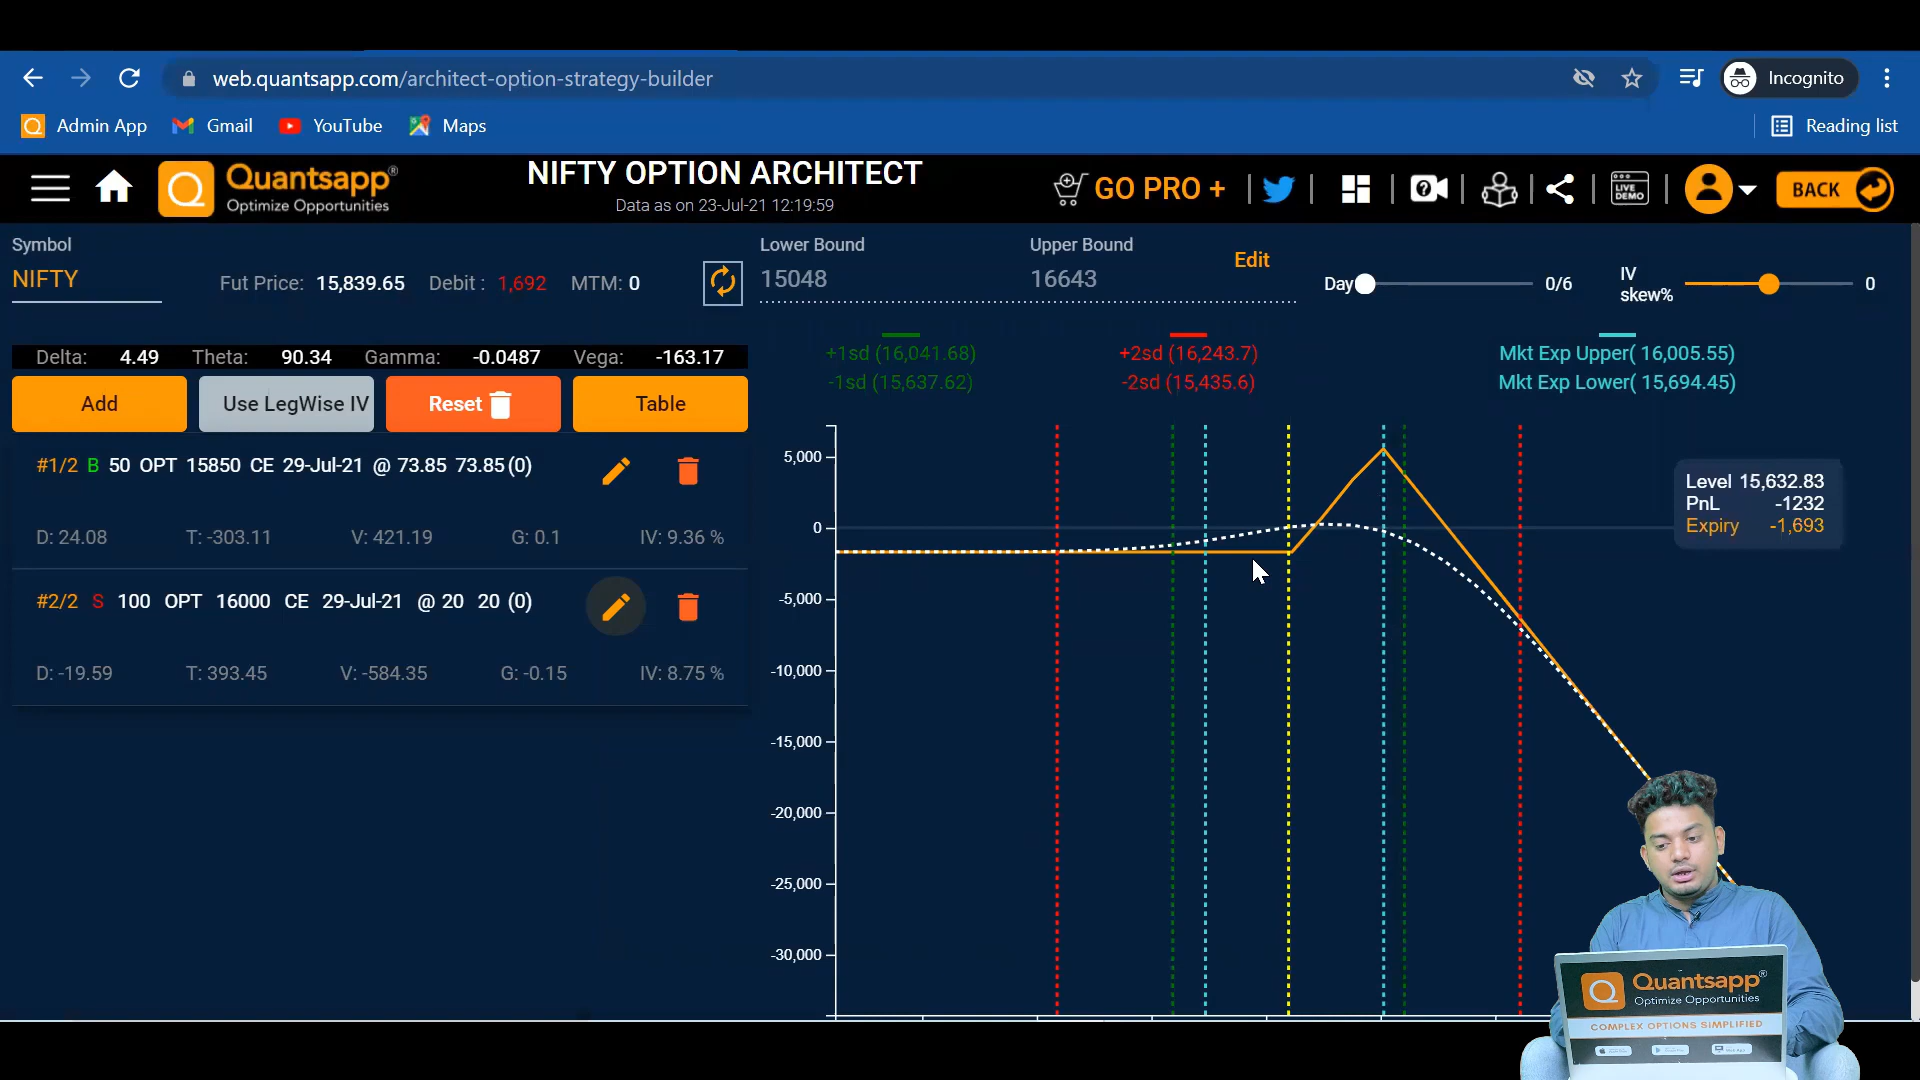 web.quantsapp.com/architect-option-strategy-builder
Incognito
Admin App
Gmail
YouTube
Maps
Reading list
Quantsapp®
Optimize Opportunities
NIFTY OPTION ARCHITECT
Data as on 23-Jul-21 12:19:59
GO PRO +
LIVE DEMO
BACK
Symbol
NIFTY
Fut Price: 15,839.65 Debit : 1,692 MTM: 0
Lower Bound
15048
Upper Bound
16643
Edit
Day 0/6
IV
skew% 0
Delta: 4.49 Theta: 90.34 Gamma: -0.0487 Vega: -163.17
Add
Use LegWise IV
Reset
Table
+1sd (16,041.68)
-1sd (15,637.62)
+2sd (16,243.7)
-2sd (15,435.6)
Mkt Exp Upper( 16,005.55)
Mkt Exp Lower( 15,694.45)
#1/2 B 50 OPT 15850 CE 29-Jul-21 @ 73.85 73.85 (0)
D: 24.08 T: -303.11 V: 421.19 G: 0.1 IV: 9.36 %
#2/2 S 100 OPT 16000 CE 29-Jul-21 @ 20 20 (0)
D: -19.59 T: 393.45 V: -584.35 G: -0.15 IV: 8.75 %
5,000
0
-5,000
-10,000
-15,000
-20,000
-25,000
-30,000
Level 15,632.83
PnL -1232
Expiry -1,693
Quantsapp®
Optimize Opportunities
COMPLEX OPTIONS SIMPLIFIED